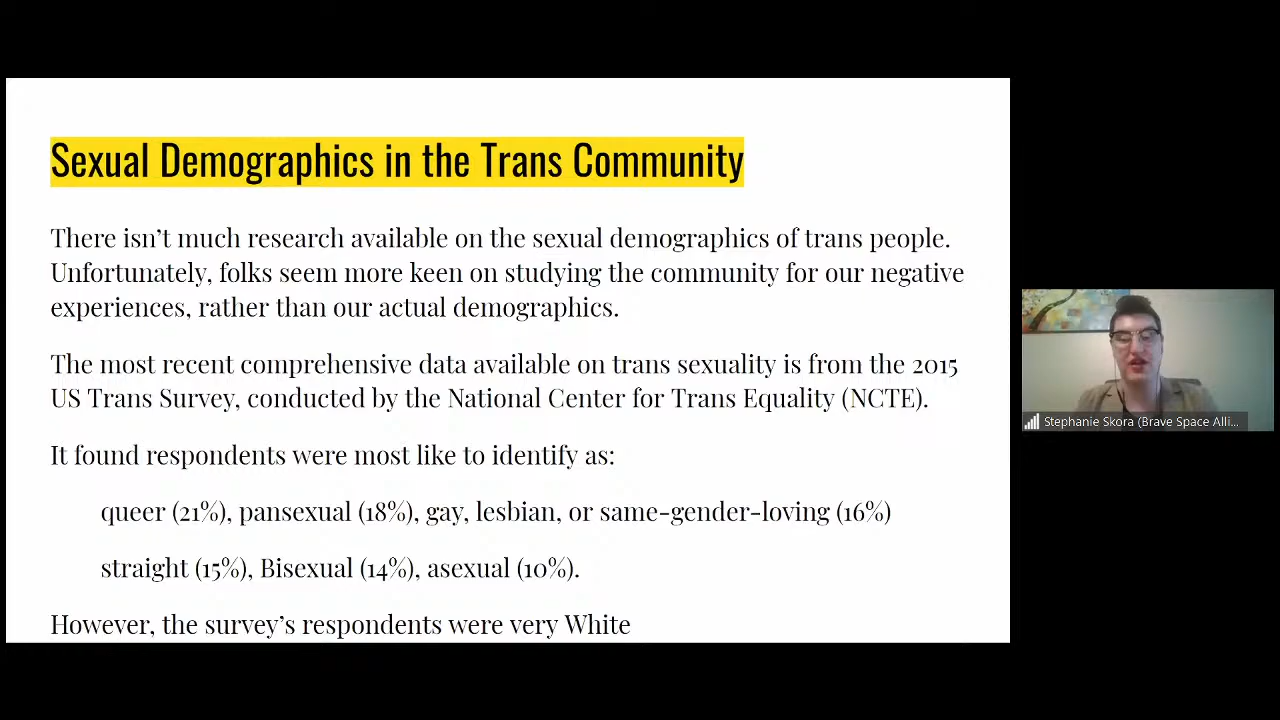 Sexual Demographics in the Trans Community
There isn’t much research available on the sexual demographics of trans people.
Unfortunately, folks seem more keen on studying the community for our negative
experiences, rather than our actual demographics.
The most recent comprehensive data available on trans sexuality is from the 2015
US Trans Survey, conducted by the National Center for Trans Equality (NCTE).
It found respondents were most like to identify as:
queer (21%), pansexual (18%), gay, lesbian, or same-gender-loving (16%)
straight (15%), Bisexual (14%), asexual (10%).
However, the survey’s respondents were very White
Stephanie Skora (Brave Space Alli...